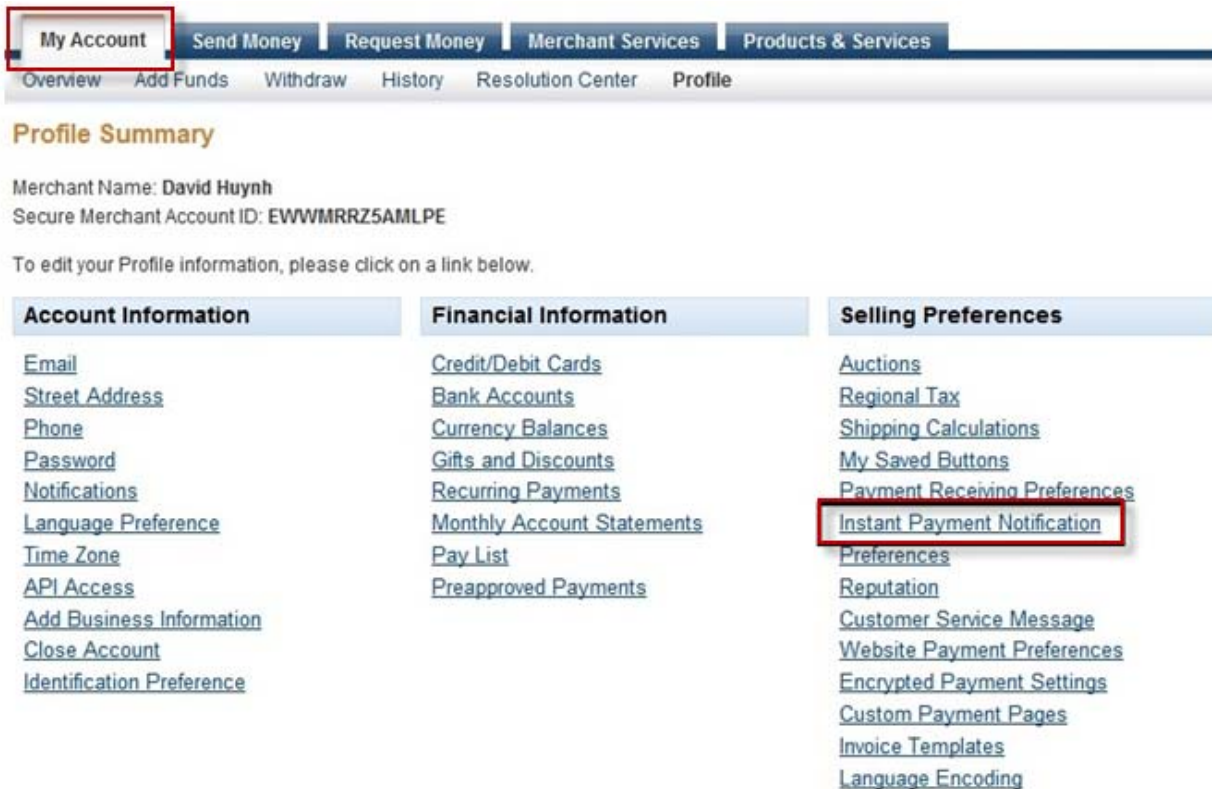 My Account Send Money Request Money Merchant Services Products & Services
Overview Add Funds Withdraw History Resolution Center Profile
Profile Summary
Merchant Name: David Huynh
Secure Merchant Account ID: EWWMRRZ5AMLPE
To edit your Profile information, please click on a link below.
Account Information
Email
Street Address
Phone
Password
Notifications
Language Preference
Time Zone
API Access
Add Business Information
Close Account
Identification Preference
Financial Information
Credit/Debit Cards
Bank Accounts
Currency Balances
Gifts and Discounts
Recurring Payments
Monthly Account Statements
Pay List
Preapproved Payments
Selling Preferences
Auctions
Regional Tax
Shipping Calculations
My Saved Buttons
Payment Receiving Preferences
Instant Payment Notification
Preferences
Reputation
Customer Service Message
Website Payment Preferences
Encrypted Payment Settings
Custom Payment Pages
Invoice Templates
Language Encoding